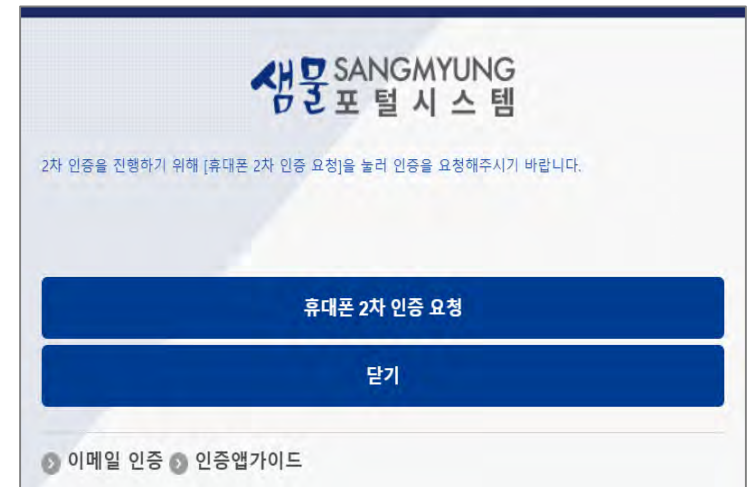 샘물 SANGMYUNG
포털시스템
2차 인증을 진행하기 위해 [휴대폰 2차 인증 요청]을 눌러 인증을 요청해주시기 바랍니다.
휴대폰 2차 인증 요청
닫기
이메일 인증 인증앱가이드